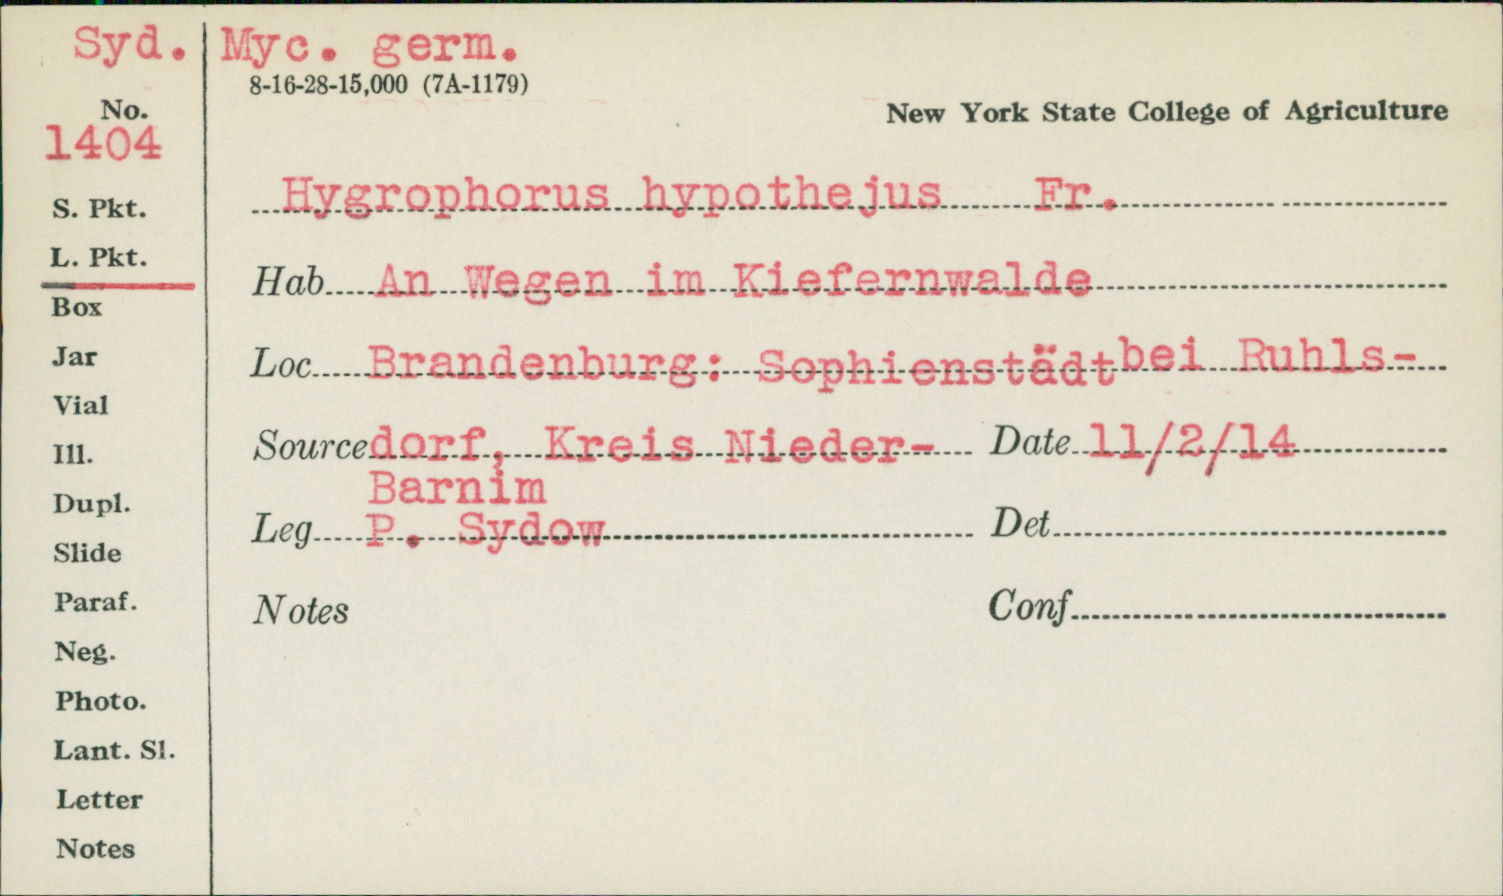 Syd. Myc. germ.
8-16-28-15,000 (7A-1179)
No.
1404
New York State College of Agriculture
S. Pkt.
L. Pkt.
Box
Jar
Vial
Ill.
Dupl.
Slide
Paraf.
Neg.
Photo.
Lant. Sl.
Letter
Notes
Hygrophorus hypothejus Fr.
Hab An Wegen im Kiefernwalde
Loc Brandenburg: Sophienstädt bei Ruhls-
Source dorf, Kreis Nieder- Date 11/2/14
Barnim
Leg P. Sydow Det
Notes Conf